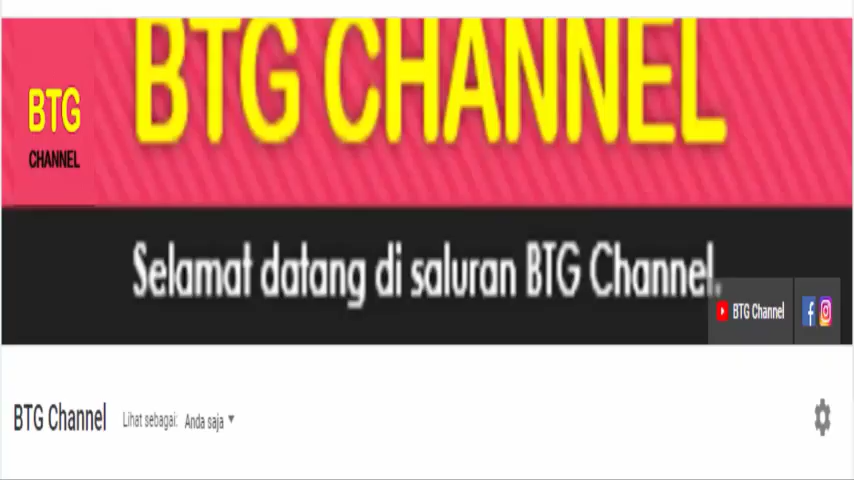 BTG CHANNEL
BTG
CHANNEL
Selamat datang di saluran BTG Channel.
BTG Channel
BTG Channel Lihat sebagai: Anda saja